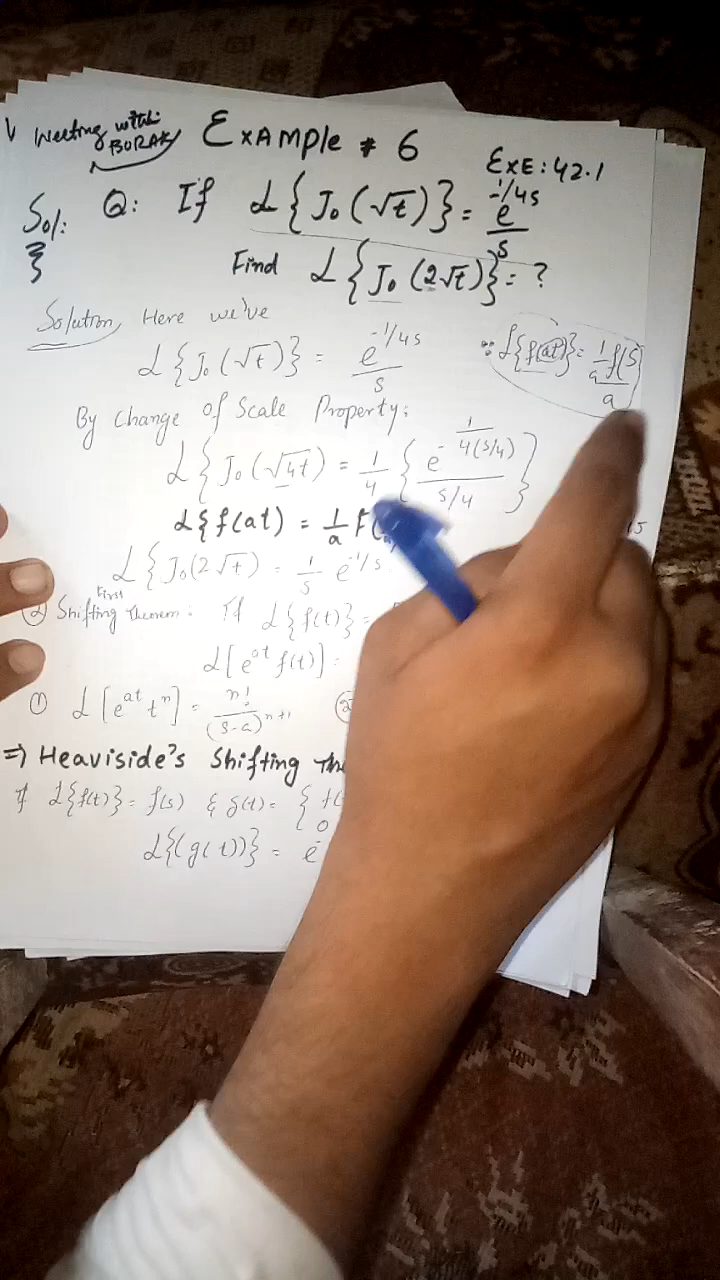 Meeting with BORAK
Example # 6
EXE: 42.1
Sol: Q: If L{J₀(√t)} = e^(-1/4s)/s
Find L{J₀(2√t)} = ?
Solution, Here we've
L{J₀(√t)} = e^(-1/4s)/s
∵ L{f(at)} = 1/a f(s/a)
By Change of Scale Property:
L{J₀(√4t) = 1/4 {e^(-1/4(s/4)) / s/4}
L{f(at) = 1/a F(
L{J₀(2√t) = 1/s e^(-1/s)
② First Shifting Theorem: If L{f(t)} =
L[e^(at) f(t)] =
① L[e^(at) t^n] = n!/(s-a)^(n+1)
⇒ Heaviside's Shifting
If L{f(t)} = f(s) & g(t) = {
0
L{(g(t))} = e^-